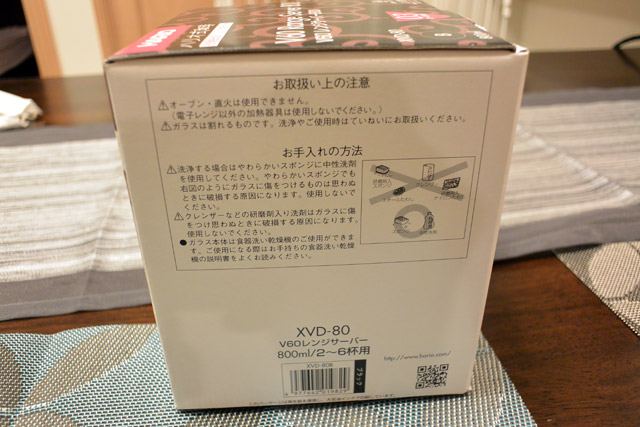 V60レンジサーバー
お取扱い上の注意
⚠オーブン・直火は使用できません。
(電子レンジ以外の加熱器具は使用しないでください。)
⚠ガラスは割れるものです。洗浄やご使用時はていねいにお取扱いください。
お手入れの方法
⚠洗浄する場合はやわらかいスポンジに中性洗剤
を使用してください。やわらかいスポンジでも
右図のようにガラスに傷をつけるものは思わぬ
ときに破損する原因になります。使用しないで
ください。
⚠クレンザーなどの研磨剤入り洗剤はガラスに傷
をつけ思わぬときに破損する原因になります。
使用しないでください。
●ガラス本体は食器洗い乾燥機のご使用ができま
す。ご使用になる際はお手持ちの食器洗い乾燥
機の説明書をよくお読みください。
XVD-80
V60レンジサーバー
800ml/2〜6杯用
XVD-80B
ブラック
http://www.hario.com/